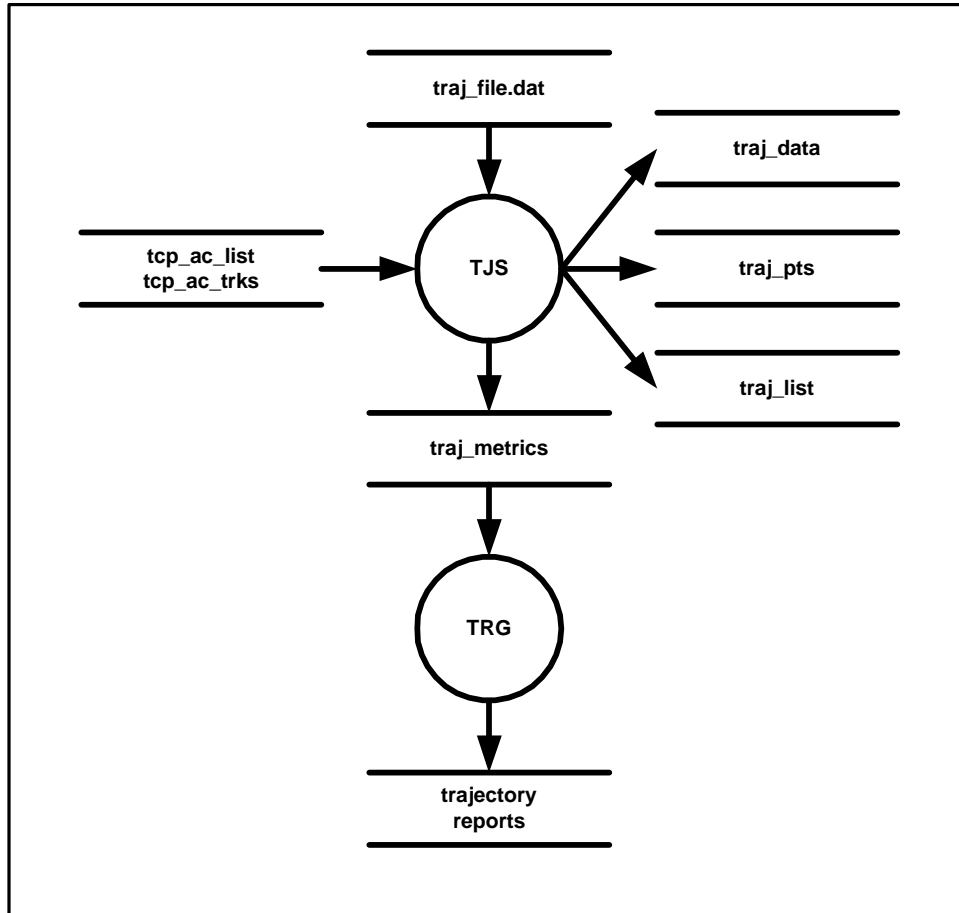 traj_file.dat
traj_data
tcp_ac_list
tcp_ac_trks
TJS
traj_pts
traj_list
traj_metrics
TRG
trajectory
reports